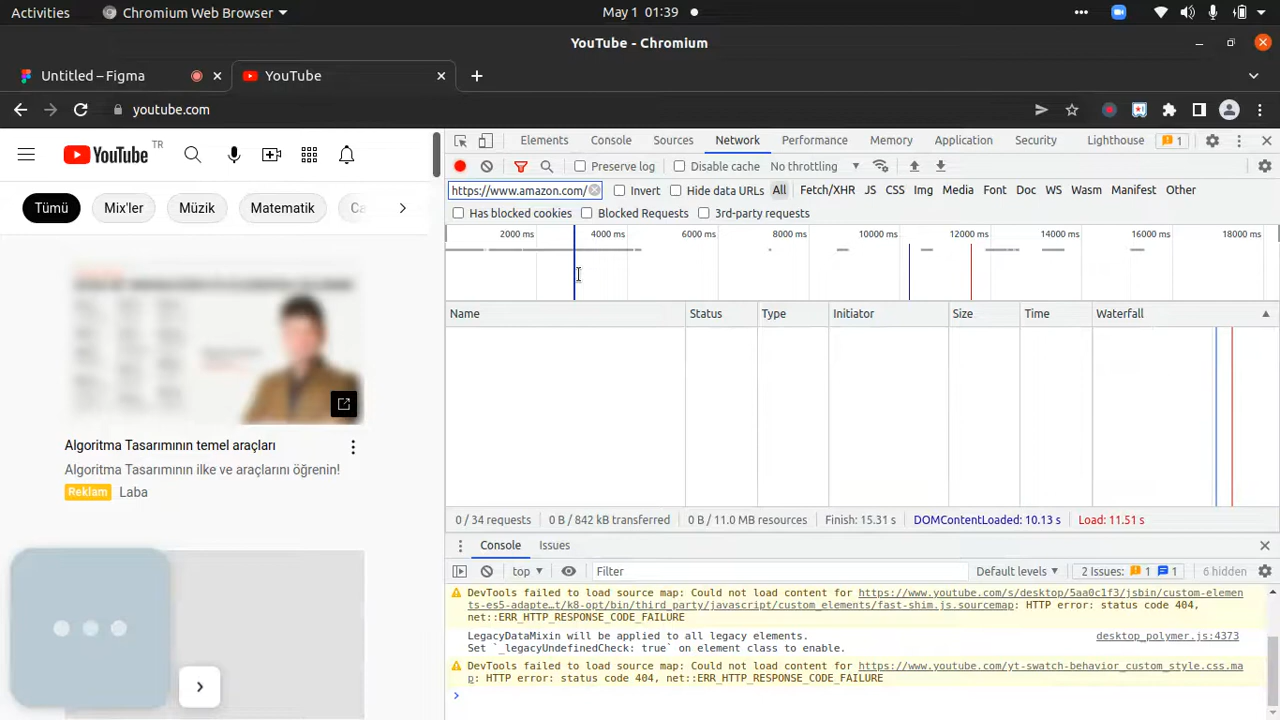 Activities Chromium Web Browser May 1 01:39
YouTube - Chromium
Untitled – Figma YouTube
youtube.com
YouTube TR
Tümü Mix'ler Müzik Matematik
Algoritma Tasarımının temel araçları
Algoritma Tasarımının ilke ve araçlarını öğrenin!
Reklam Laba
Elements Console Sources Network Performance Memory Application Security Lighthouse 1
Preserve log Disable cache No throttling
https://www.amazon.com/ Invert Hide data URLs All Fetch/XHR JS CSS Img Media Font Doc WS Wasm Manifest Other
Has blocked cookies Blocked Requests 3rd-party requests
2000 ms 4000 ms 6000 ms 8000 ms 10000 ms 12000 ms 14000 ms 16000 ms 18000 ms
Name Status Type Initiator Size Time Waterfall
0 / 34 requests 0 B / 842 kB transferred 0 B / 11.0 MB resources Finish: 15.31 s DOMContentLoaded: 10.13 s Load: 11.51 s
Console Issues
top Filter Default levels 2 Issues: 1 1 6 hidden
DevTools failed to load source map: Could not load content for https://www.youtube.com/s/desktop/5aa0c1f3/jsbin/custom-elemen
ts-es5-adapte…t/k8-opt/bin/third_party/javascript/custom_elements/fast-shim.js.sourcemap: HTTP error: status code 404,
net::ERR_HTTP_RESPONSE_CODE_FAILURE
LegacyDataMixin will be applied to all legacy elements. desktop_polymer.js:4373
Set `_legacyUndefinedCheck: true` on element class to enable.
DevTools failed to load source map: Could not load content for https://www.youtube.com/yt-swatch-behavior_custom_style.css.ma
p: HTTP error: status code 404, net::ERR_HTTP_RESPONSE_CODE_FAILURE